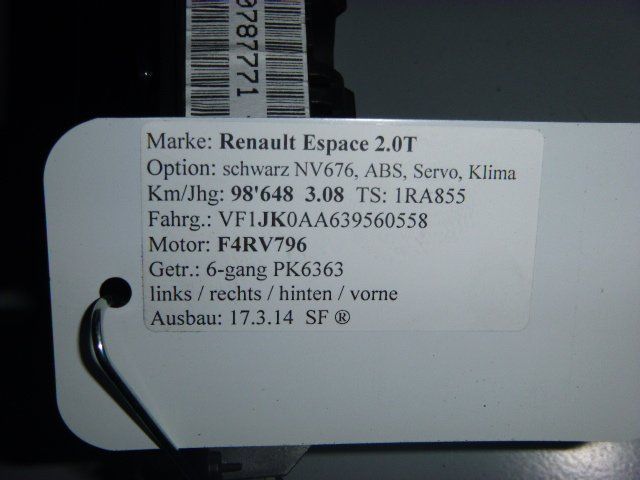 0787771
Marke: Renault Espace 2.0T
Option: schwarz NV676, ABS, Servo, Klima
Km/Jhg: 98'648 3.08 TS: 1RA855
Fahrg.: VF1JK0AA639560558
Motor: F4RV796
Getr.: 6-gang PK6363
links / rechts / hinten / vorne
Ausbau: 17.3.14 SF ®